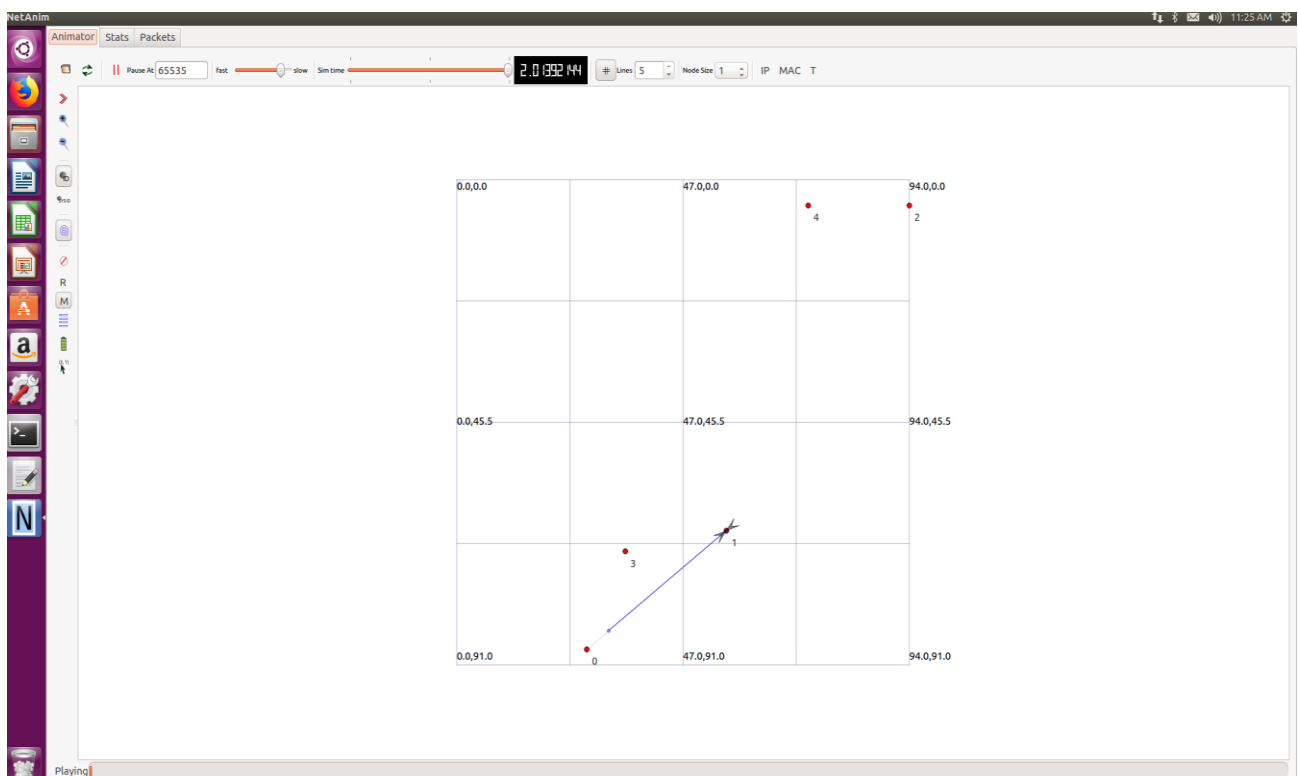 NetAnim
11:25 AM
Animator Stats Packets
Pause At 65535 fast slow Sim time 2.01392144 # Lines 5 Node Size 1 IP MAC T
0.0,0.0 47.0,0.0 94.0,0.0
4 2
R
M
0.0,45.5 47.0,45.5 94.0,45.5
1
3
0.0,91.0 0 47.0,91.0 94.0,91.0
Playing